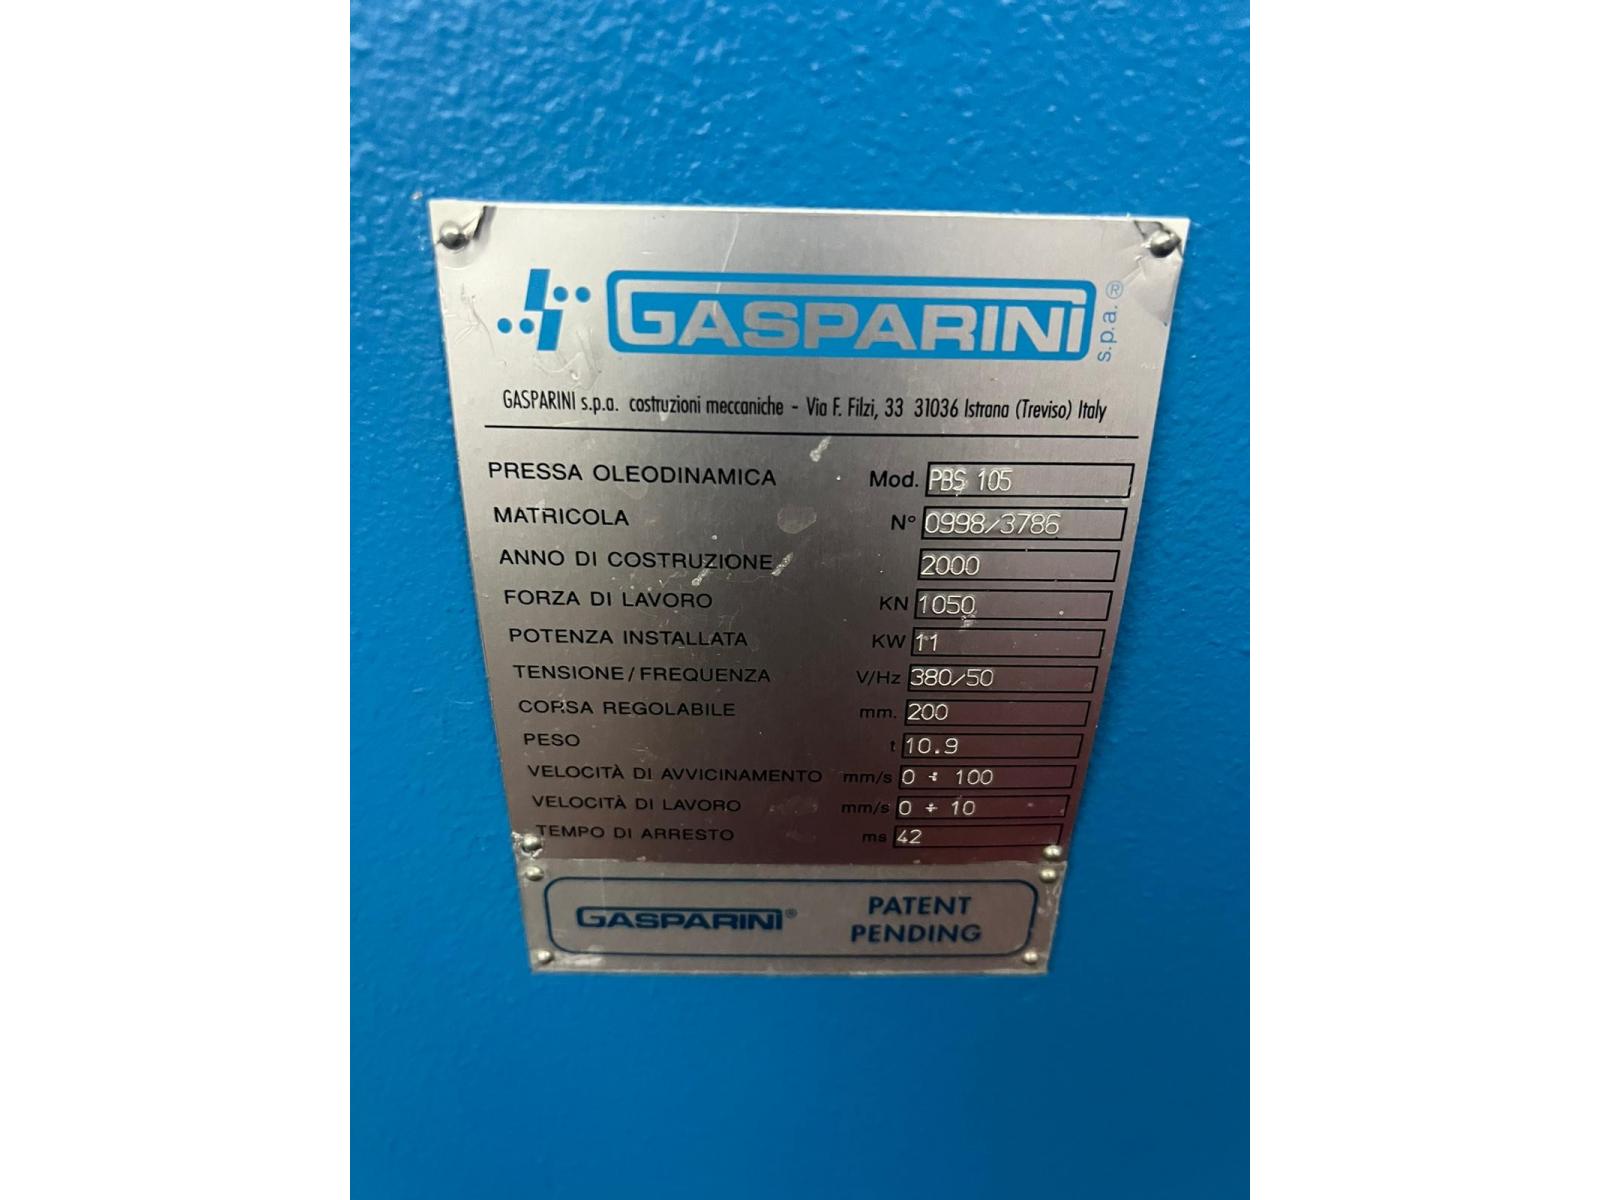 GASPARINI s.p.a.®
GASPARINI s.p.a. costruzioni meccaniche - Via F. Filzi, 33 31036 Istrana (Treviso) Italy
PRESSA OLEODINAMICA Mod. PBS 105
MATRICOLA N° 0998/3786
ANNO DI COSTRUZIONE 2000
FORZA DI LAVORO KN 1050
POTENZA INSTALLATA KW 11
TENSIONE/FREQUENZA V/Hz 380/50
CORSA REGOLABILE mm. 200
PESO t 10.9
VELOCITÀ DI AVVICINAMENTO mm/s 0 ÷ 100
VELOCITÀ DI LAVORO mm/s 0 ÷ 10
TEMPO DI ARRESTO ms 42
GASPARINI® PATENT
PENDING